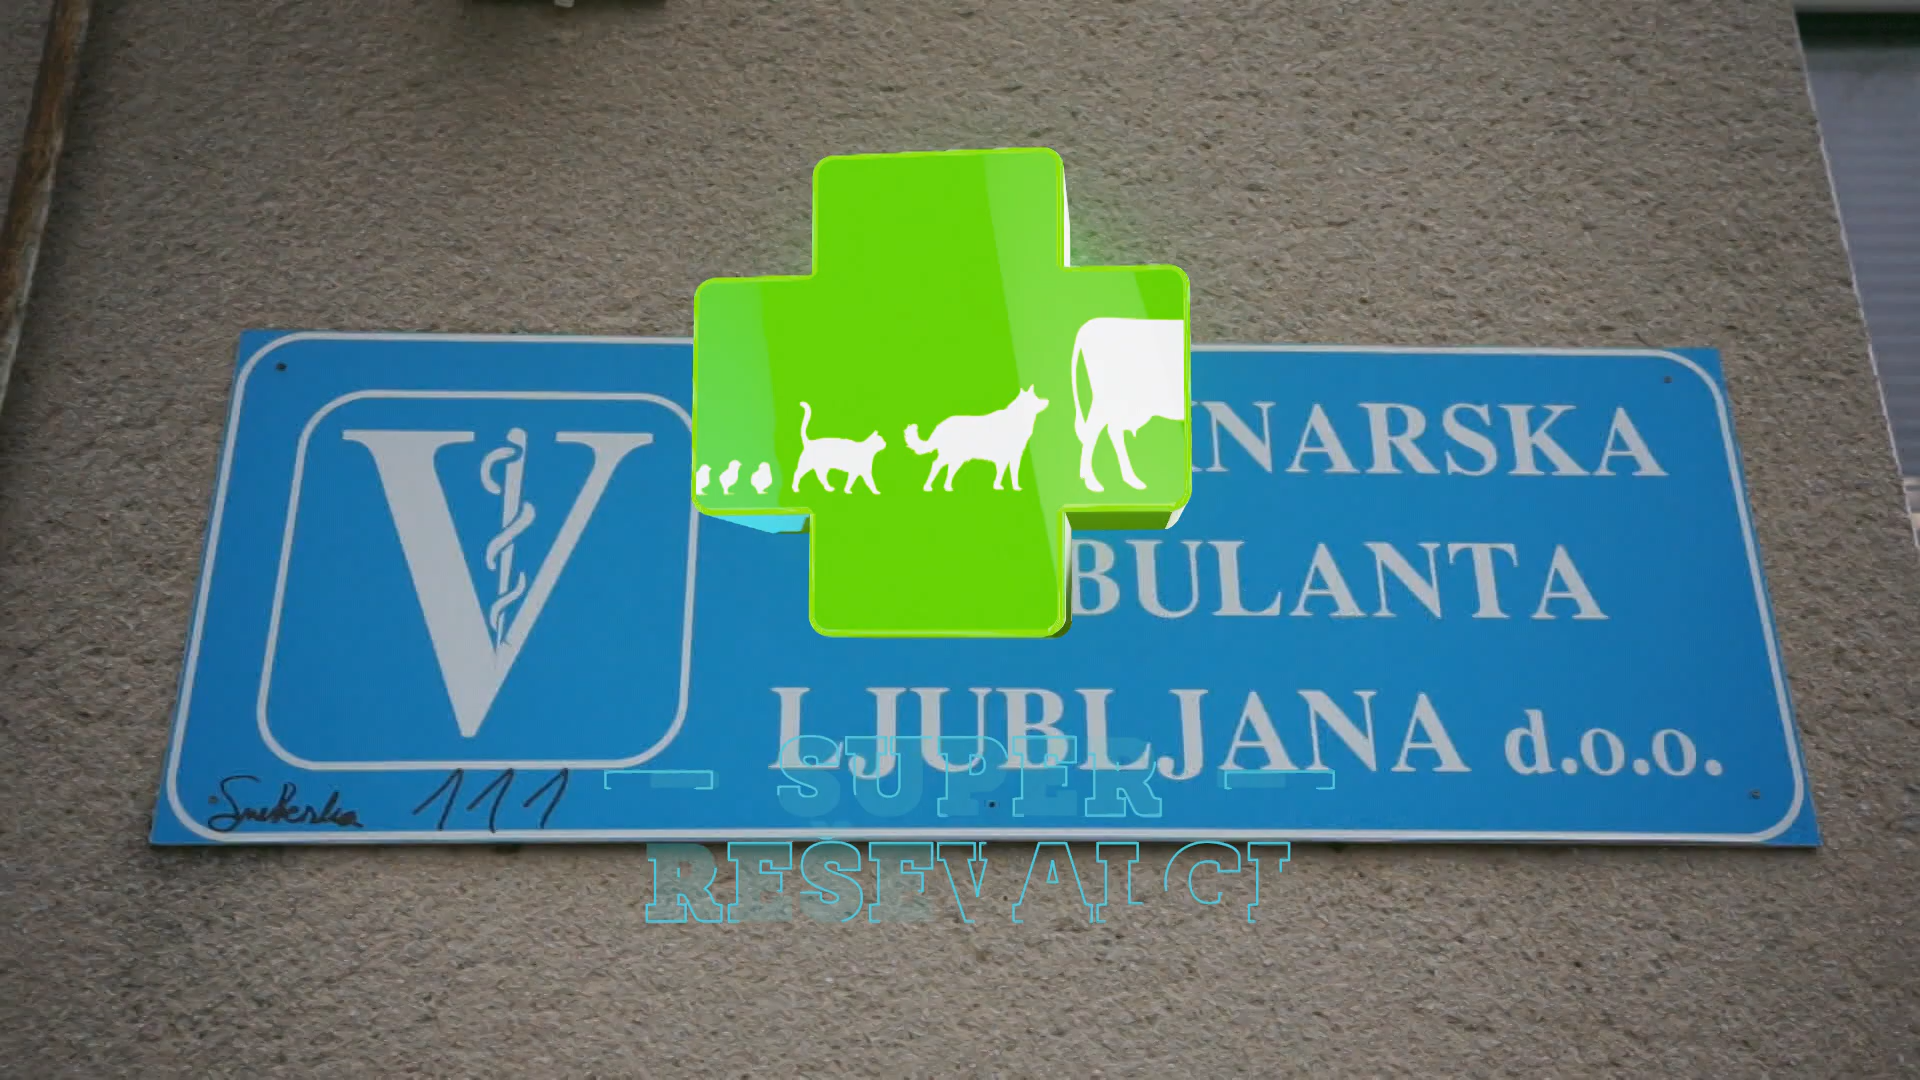 NARSKA
BULANTA
LJUBLJANA d.o.o.
111
SUPER
REŠEVALCI